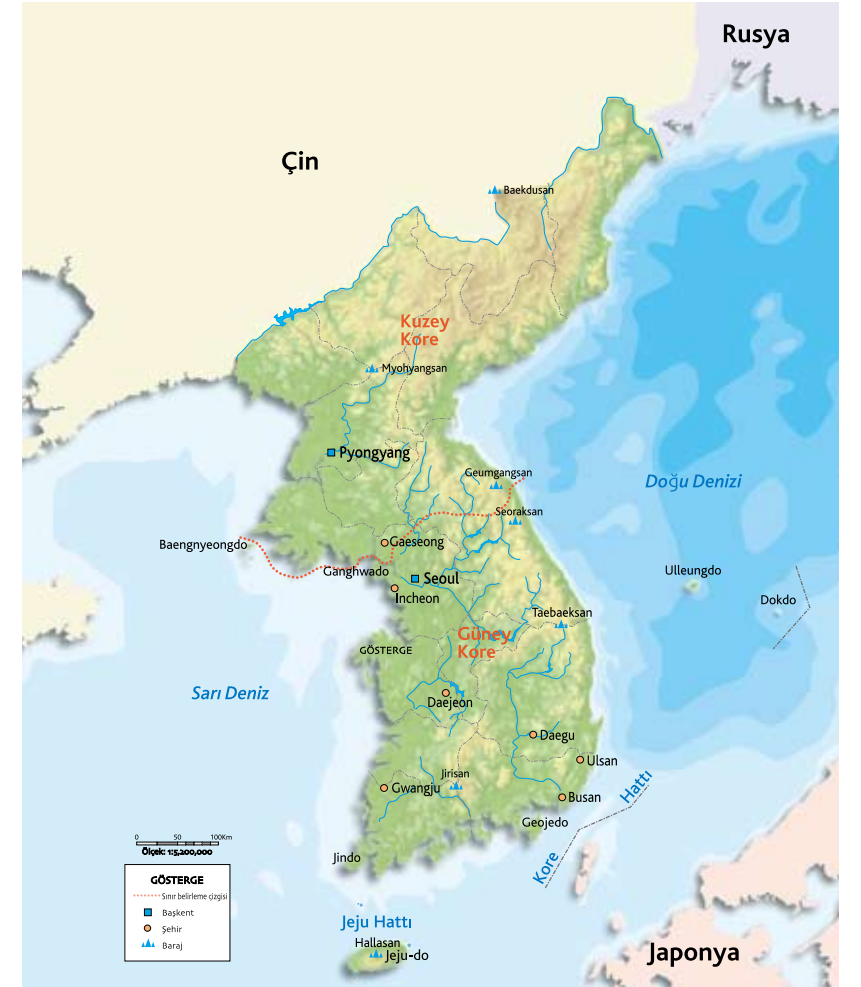 Rusya
Çin
Baekdusan
Kuzey
Kore
Myohyangsan
Pyongyang
Geumgangsan
Doğu Denizi
Seoraksan
Baengnyeongdo
Gaeseong
Ganghwado
Seoul
Ulleungdo
Incheon
Dokdo
Taebaeksan
Güney
Kore
GÖSTERGE
Sarı Deniz
Daejeon
Daegu
Ulsan
Jirisan
Gwangju
Busan
Hattı
Geojedo
Kore
0 50 100Km
Ölçek: 1:5,200,000
Jindo
GÖSTERGE
Sınır belirleme çizgisi
Başkent
Şehir
Baraj
Jeju Hattı
Hallasan
Jeju-do
Japonya